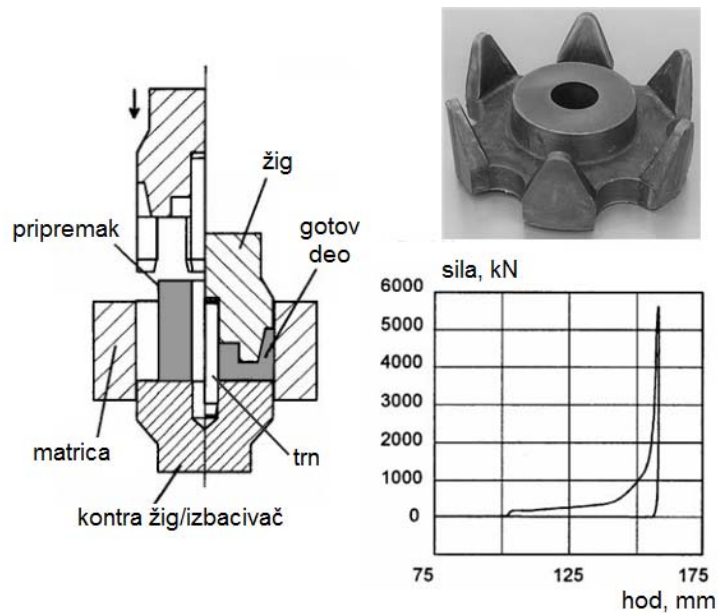 žig
pripremak
gotov
deo
matrica
trn
kontra žig/izbacivač
sila, kN
6000
5000
4000
3000
2000
1000
0
75
125
175
hod, mm